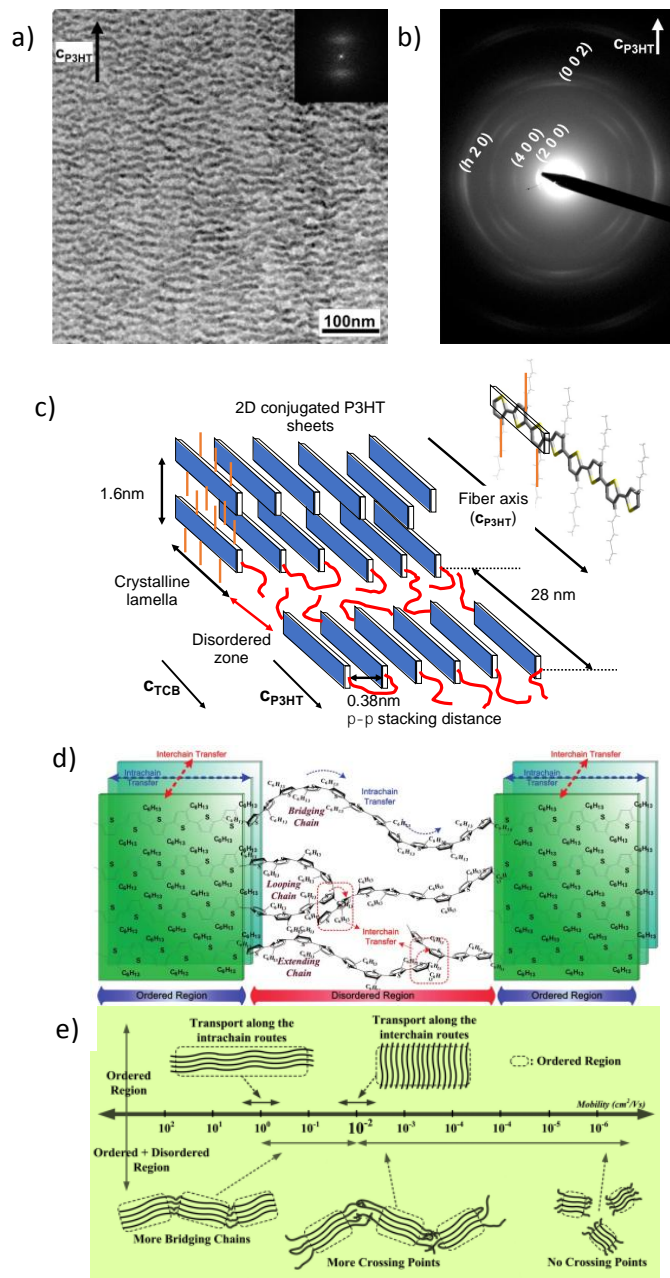 a)
c_P3HT
100nm
b)
c_P3HT
(0 0 2)
(h 2 0)
(4 0 0)
(2 0 0)
c)
2D conjugated P3HT
sheets
1.6nm
Fiber axis
(c_P3HT)
Crystalline
lamella
28 nm
Disordered
zone
c_TCB
c_P3HT
0.38nm
p-p stacking distance
d)
Interchain Transfer
Intrachain
Transfer
C₆H₁₃
S
Bridging
Chain
Intrachain
Transfer
Looping
Chain
Interchain
Transfer
Extending
Chain
Interchain Transfer
Intrachain
Transfer
C₆H₁₃
S
Ordered Region
Disordered Region
Ordered Region
e)
Transport along the
intrachain routes
Transport along the
interchain routes
: Ordered Region
Ordered
Region
Mobility (cm²/Vs)
10² 10¹ 10⁰ 10⁻¹ 10⁻² 10⁻³ 10⁻⁴ 10⁻⁴ 10⁻⁵ 10⁻⁶
Ordered + Disordered
Region
More Bridging Chains
More Crossing Points
No Crossing Points